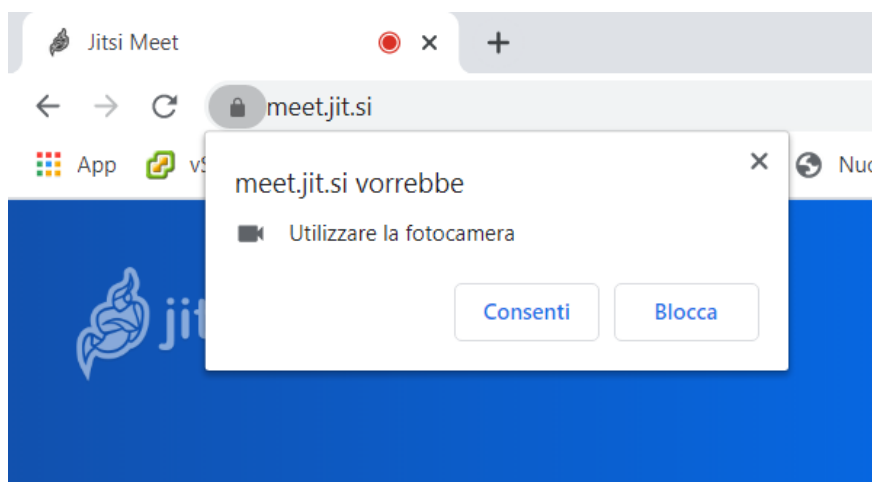 Jitsi Meet
meet.jit.si
App
meet.jit.si vorrebbe
Utilizzare la fotocamera
Consenti Blocca